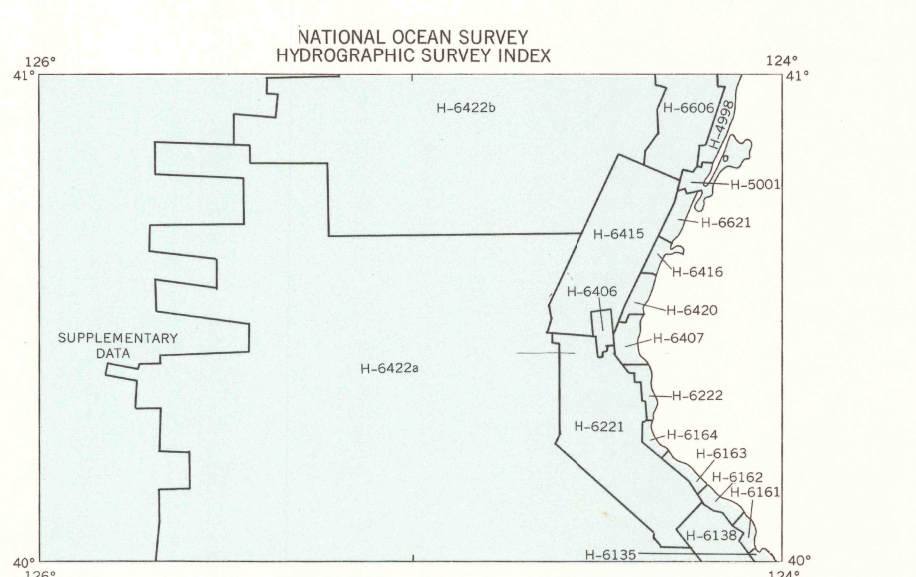 NATIONAL OCEAN SURVEY
HYDROGRAPHIC SURVEY INDEX
126°
124°
41°
41°
H-6422b
H-6606
H-4998
H-5001
H-6621
H-6415
H-6416
H-6406
H-6420
SUPPLEMENTARY
DATA
H-6407
H-6422a
H-6222
H-6221
H-6164
H-6163
H-6162
H-6161
H-6138
H-6135
40°
40°
126°
124°